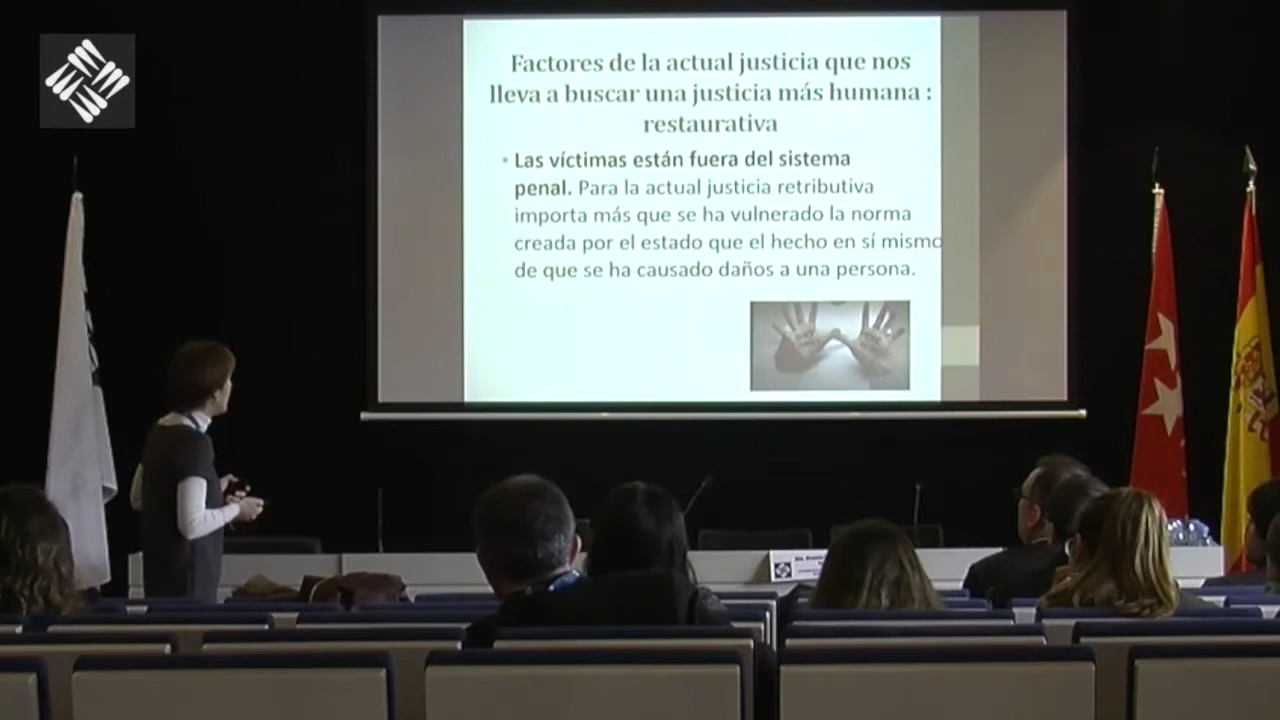 Factores de la actual justicia que nos
lleva a buscar una justicia más humana :
restaurativa
• Las víctimas están fuera del sistema
penal. Para la actual justicia retributiva
importa más que se ha vulnerado la norma
creada por el estado que el hecho en sí mismo
de que se ha causado daños a una persona.